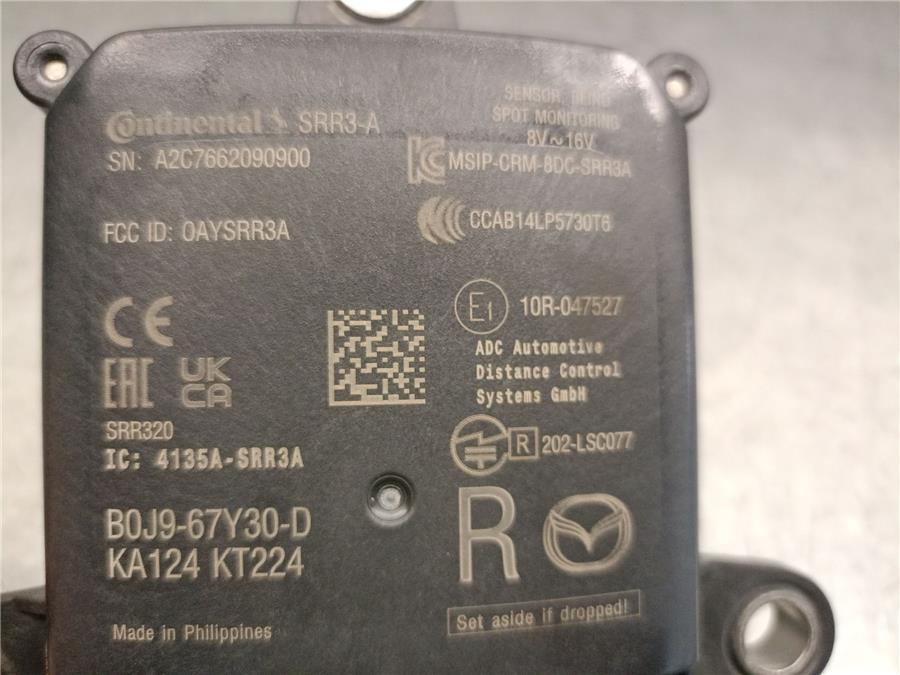 Continental SRR3-A
SN: A2C7662090900
SENSOR, BLIND
SPOT MONITORING
8V~16V
MSIP-CRM-8DC-SRR3A
FCC ID: OAYSRR3A
CCAB14LP5730T6
CE
E1 10R-047527
EAC UKCA
ADC Automotive
Distance Control
Systems GmbH
SRR320
IC: 4135A-SRR3A
R 202-LSC077
B0J9-67Y30-D
KA124 KT224
R
Made in Philippines
Set aside if dropped!